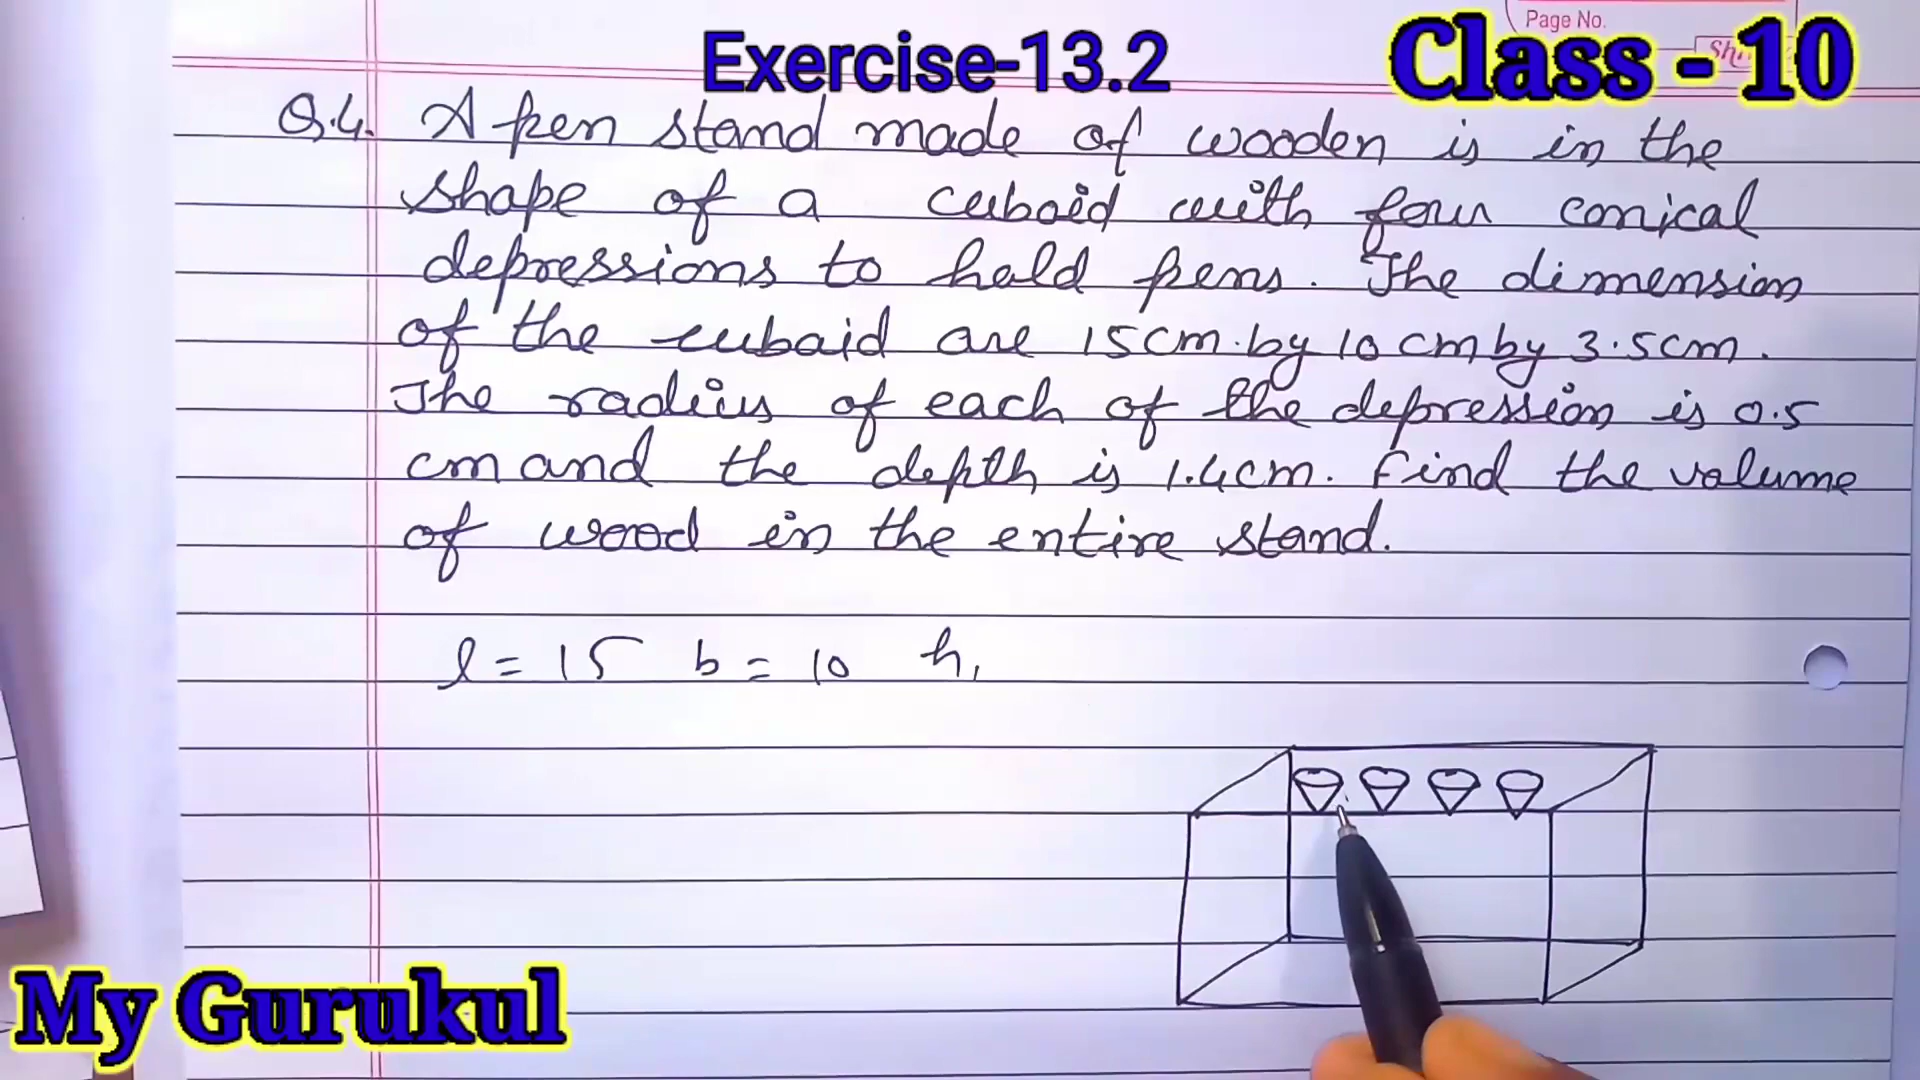 Page No.
Exercise-13.2
Class - 10
Q.4. A pen stand made of wooden is in the
shape of a cuboid with four conical
depressions to hold pens. The dimension
of the cuboid are 15cm.by 10 cm by 3.5cm.
The radius of each of the depression is 0.5
cm and the depth is 1.4cm. Find the volume
of wood in the entire stand.
l = 15 b = 10 h,
My Gurukul